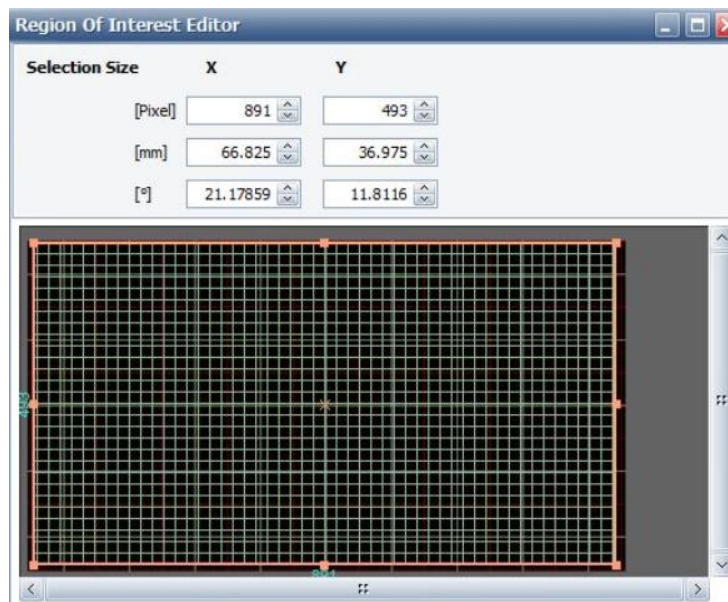 Region Of Interest Editor
Selection Size X Y
[Pixel] 891 493
[mm] 66.825 36.975
[°] 21.17859 11.8116
493
891